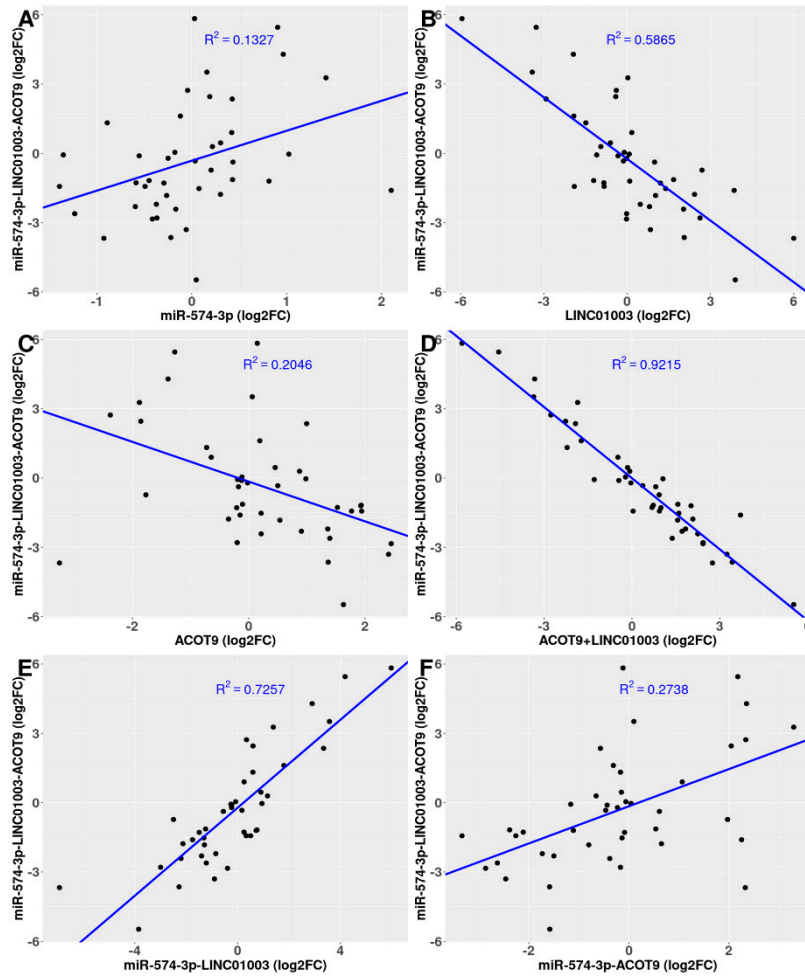 A
R² = 0.1327
miR-574-3p-LINC01003-ACOT9 (log2FC)
6
3
0
-3
-6
-1
0
1
2
miR-574-3p (log2FC)
B
R² = 0.5865
miR-574-3p-LINC01003-ACOT9 (log2FC)
6
3
0
-3
-6
-6
-3
0
3
6
LINC01003 (log2FC)
C
R² = 0.2046
miR-574-3p-LINC01003-ACOT9 (log2FC)
6
3
0
-3
-6
-2
0
2
ACOT9 (log2FC)
D
R² = 0.9215
miR-574-3p-LINC01003-ACOT9 (log2FC)
6
3
0
-3
-6
-6
-3
0
3
6
ACOT9+LINC01003 (log2FC)
E
R² = 0.7257
miR-574-3p-LINC01003-ACOT9 (log2FC)
6
3
0
-3
-6
-4
0
4
miR-574-3p-LINC01003 (log2FC)
F
R² = 0.2738
miR-574-3p-LINC01003-ACOT9 (log2FC)
6
3
0
-3
-6
-2
0
2
miR-574-3p-ACOT9 (log2FC)